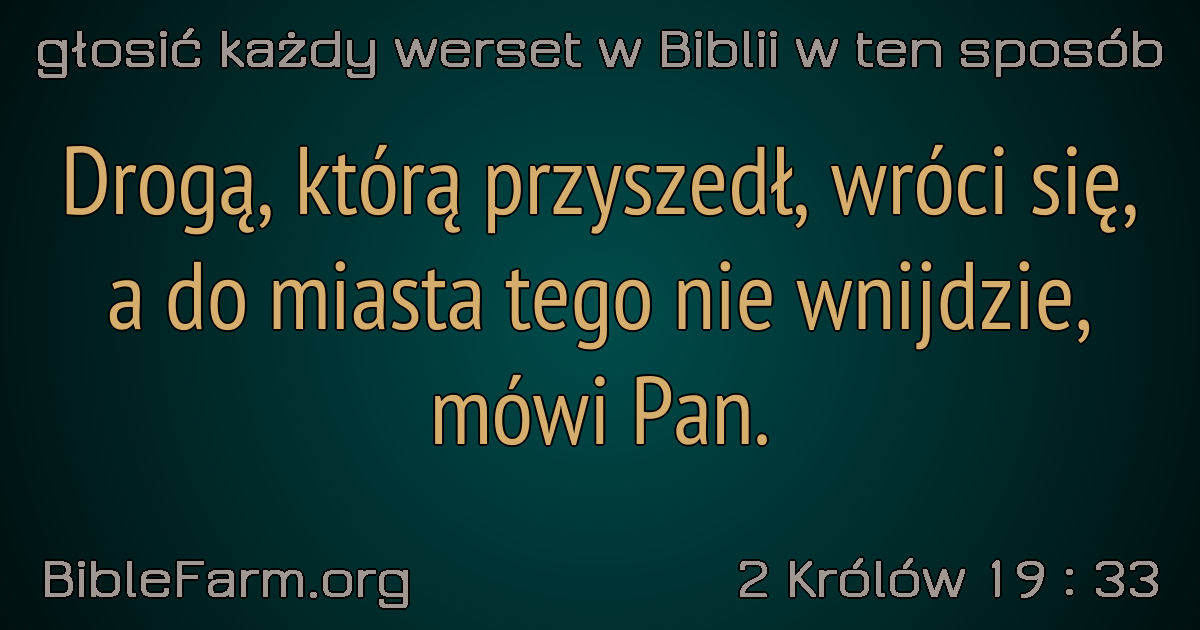 głosić każdy werset w Biblii w ten sposób
Drogą, którą przyszedł, wróci się,
a do miasta tego nie wnijdzie,
mówi Pan.
BibleFarm.org
2 Królów 19 : 33